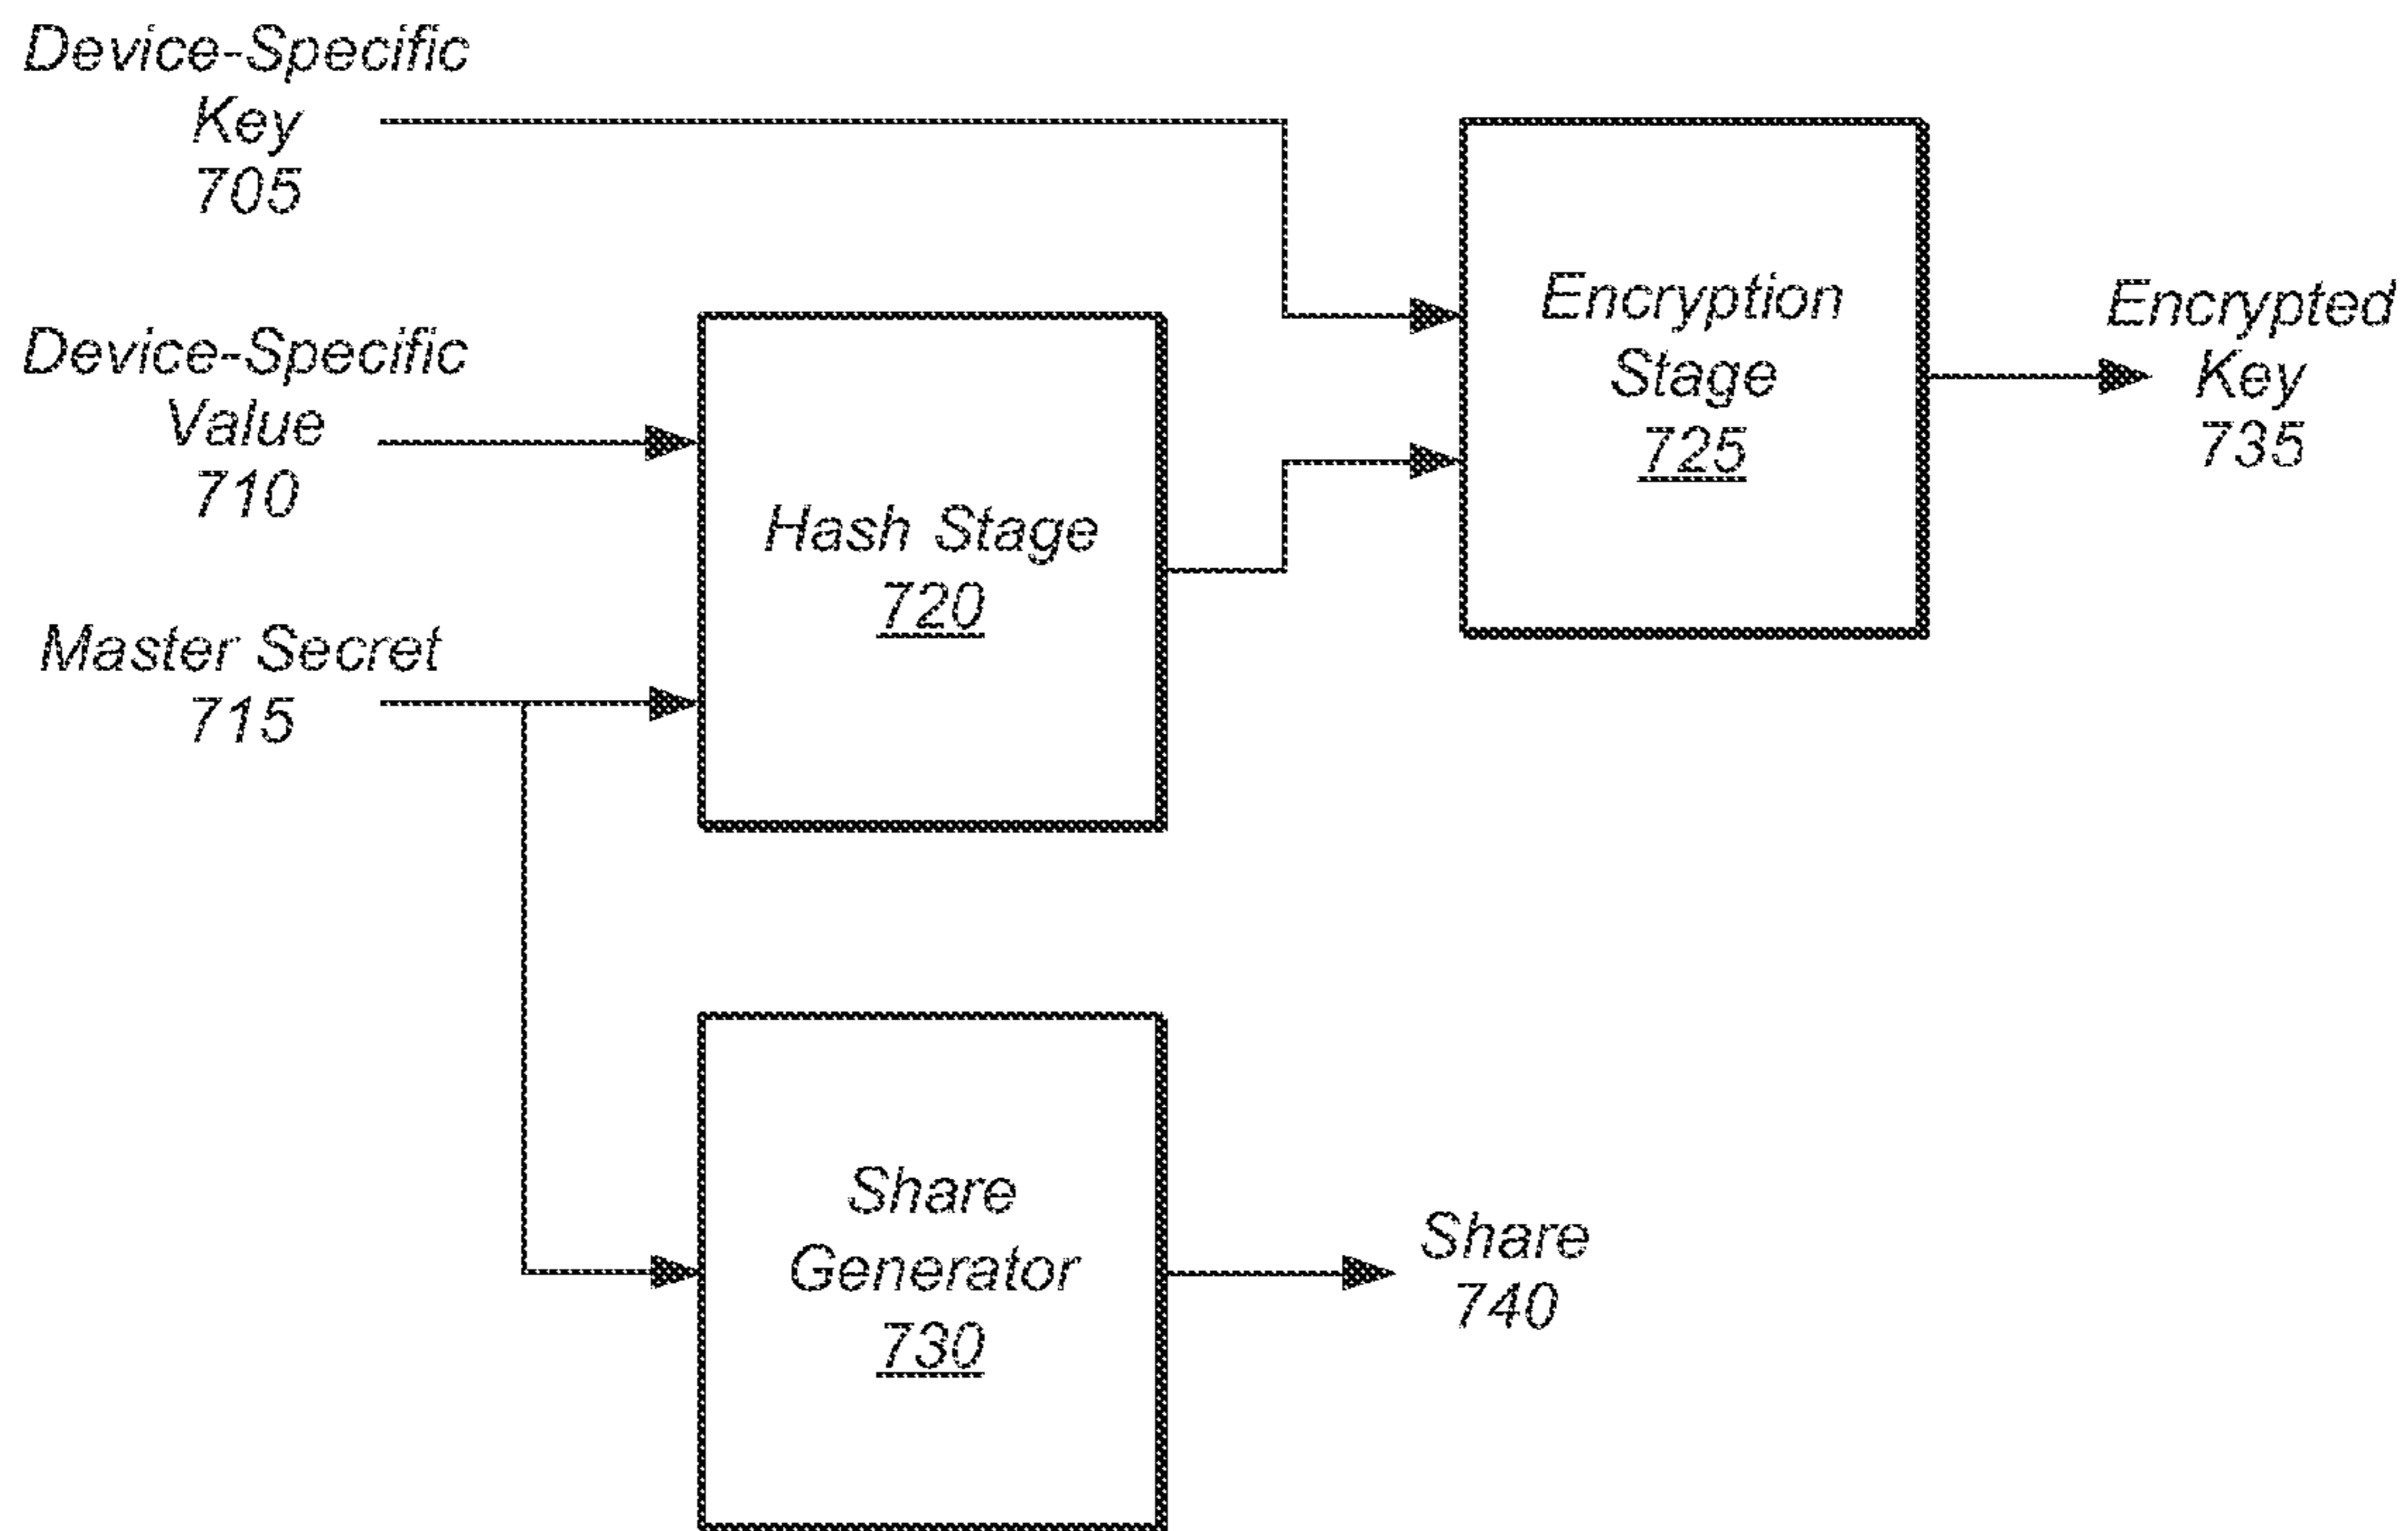 Device-Specific
Key
705
Device-Specific
Value
710
Master Secret
715
Hash Stage
720
Encryption
Stage
725
Encrypted
Key
735
Share
Generator
730
Share
740